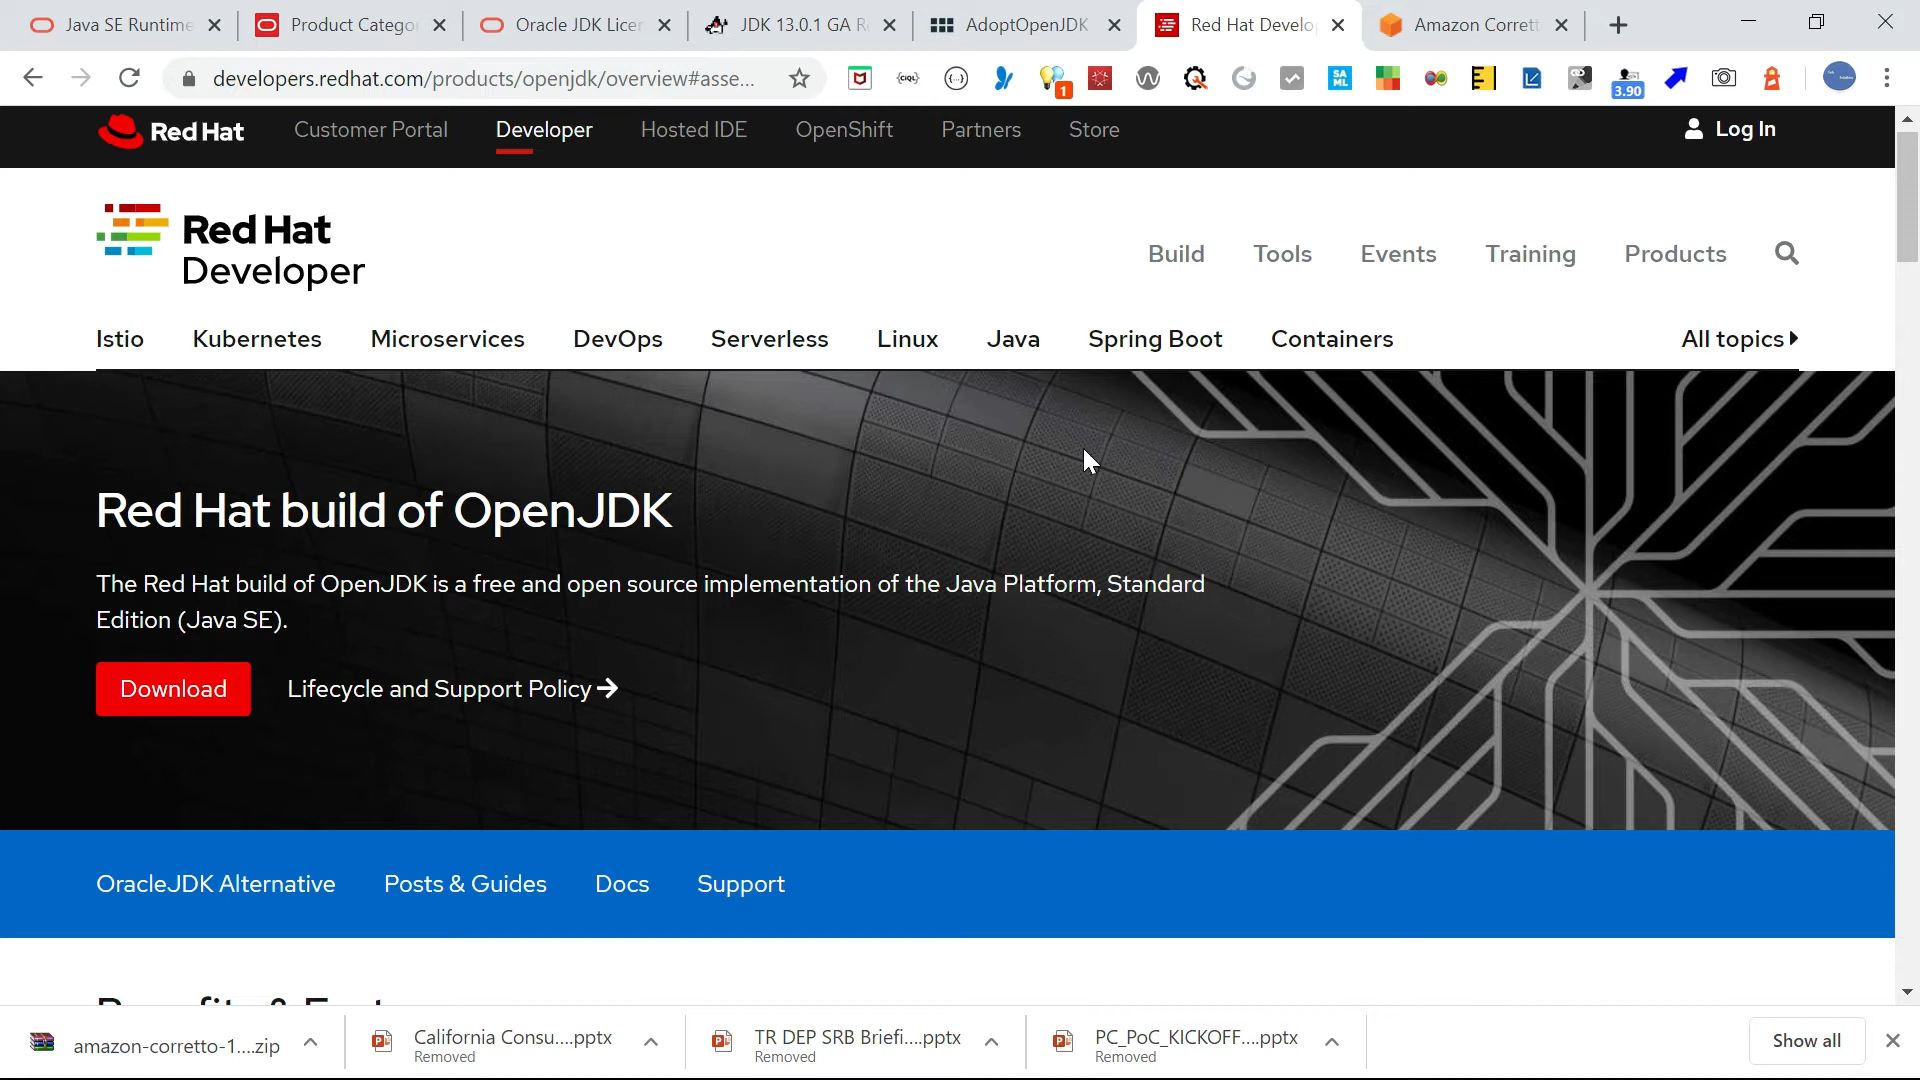 Java SE Runtime
Product Catego
Oracle JDK Licen
JDK 13.0.1 GA R
AdoptOpenJDK
Red Hat Develo
Amazon Corrett
developers.redhat.com/products/openjdk/overview#asse...
1
SA
ML
3.90
Red Hat
Customer Portal
Developer
Hosted IDE
OpenShift
Partners
Store
Log In
Red Hat
Developer
Build
Tools
Events
Training
Products
Istio
Kubernetes
Microservices
DevOps
Serverless
Linux
Java
Spring Boot
Containers
All topics
Red Hat build of OpenJDK
The Red Hat build of OpenJDK is a free and open source implementation of the Java Platform, Standard
Edition (Java SE).
Download
Lifecycle and Support Policy
OracleJDK Alternative
Posts & Guides
Docs
Support
amazon-corretto-1....zip
California Consu....pptx
Removed
TR DEP SRB Briefi....pptx
Removed
PC_PoC_KICKOFF....pptx
Removed
Show all